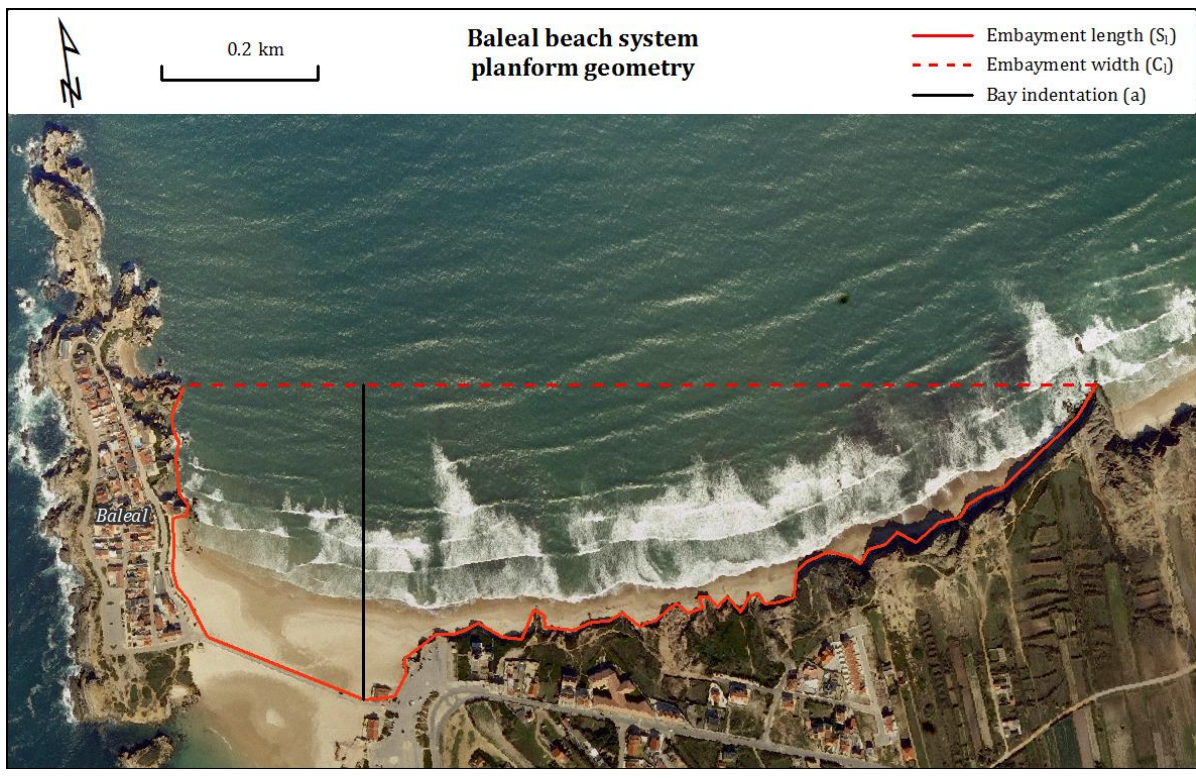 0.2 km
Baleal beach system
planform geometry
Embayment length (Sₗ)
Embayment width (Cₗ)
Bay indentation (a)
N
Baleal